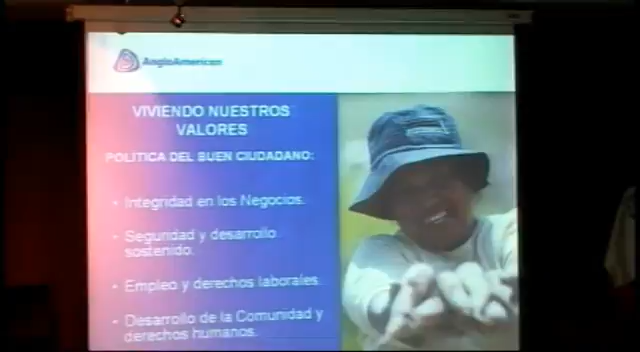 AngloAmerican
VIVIENDO NUESTROS
VALORES
POLÍTICA DEL BUEN CIUDADANO:
• Integridad en los Negocios.
• Seguridad y desarrollo
sostenido.
• Empleo y derechos laborales.
• Desarrollo de la Comunidad y
derechos humanos.